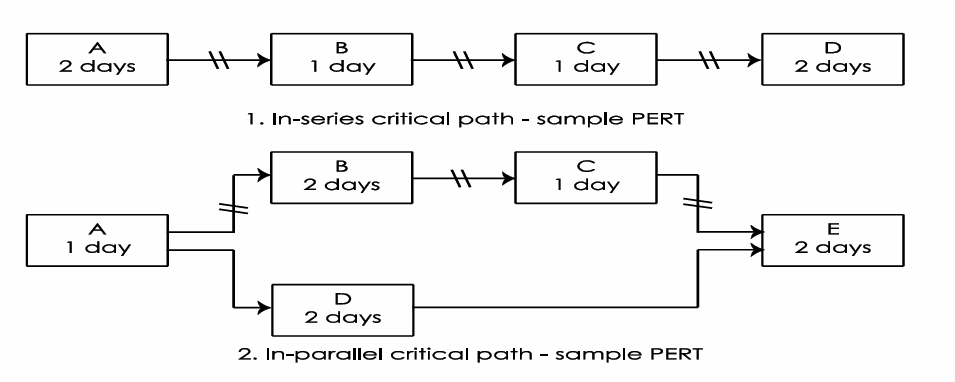 A
2 days
B
1 day
C
1 day
D
2 days
1. In-series critical path - sample PERT
B
2 days
C
1 day
A
1 day
E
2 days
D
2 days
2. In-parallel critical path - sample PERT